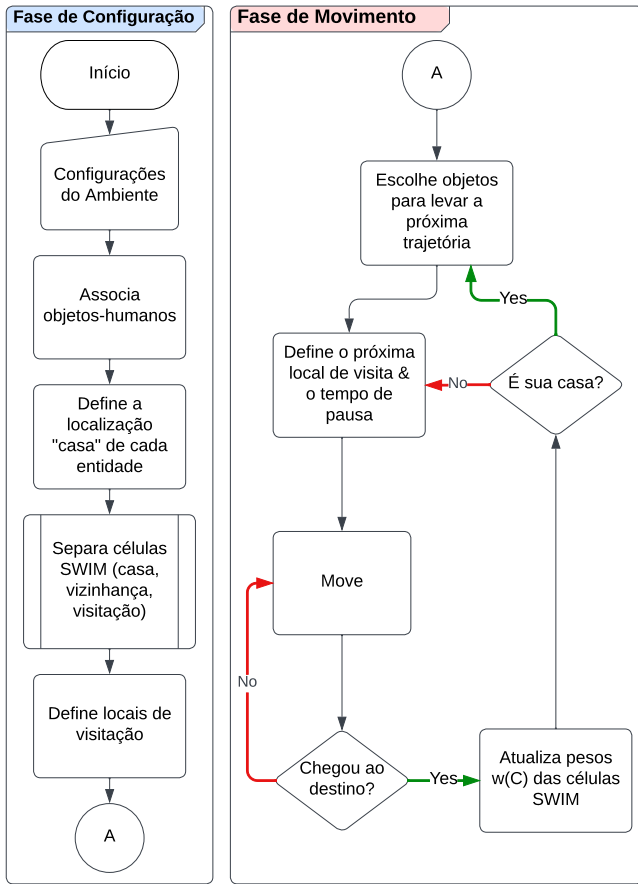 Fase de Configuração
Início
Configurações
do Ambiente
Associa
objetos-humanos
Define a
localização
"casa" de cada
entidade
Separa células
SWIM (casa,
vizinhança,
visitação)
Define locais de
visitação
A
Fase de Movimento
A
Escolhe objetos
para levar a
próxima
trajetória
Yes
Define o próxima
local de visita &
o tempo de
pausa
No
É sua casa?
Move
No
Chegou ao
destino?
Yes
Atualiza pesos
w(C) das células
SWIM